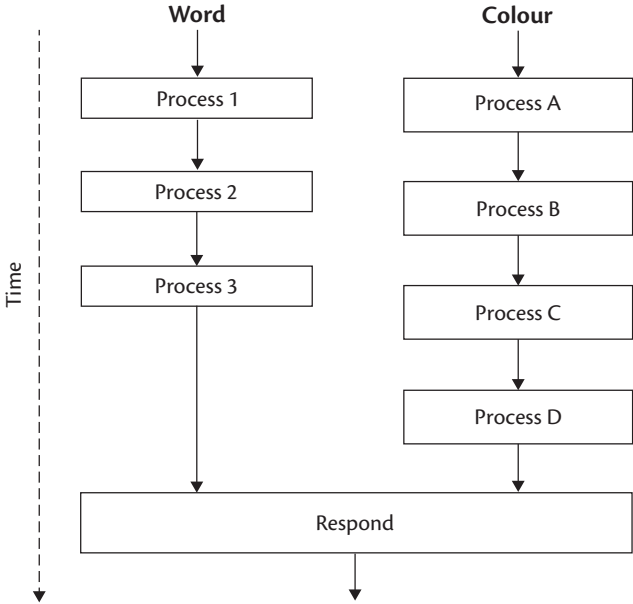 Word
Colour
Process 1
Process A
Process 2
Process B
Time
Process 3
Process C
Process D
Respond